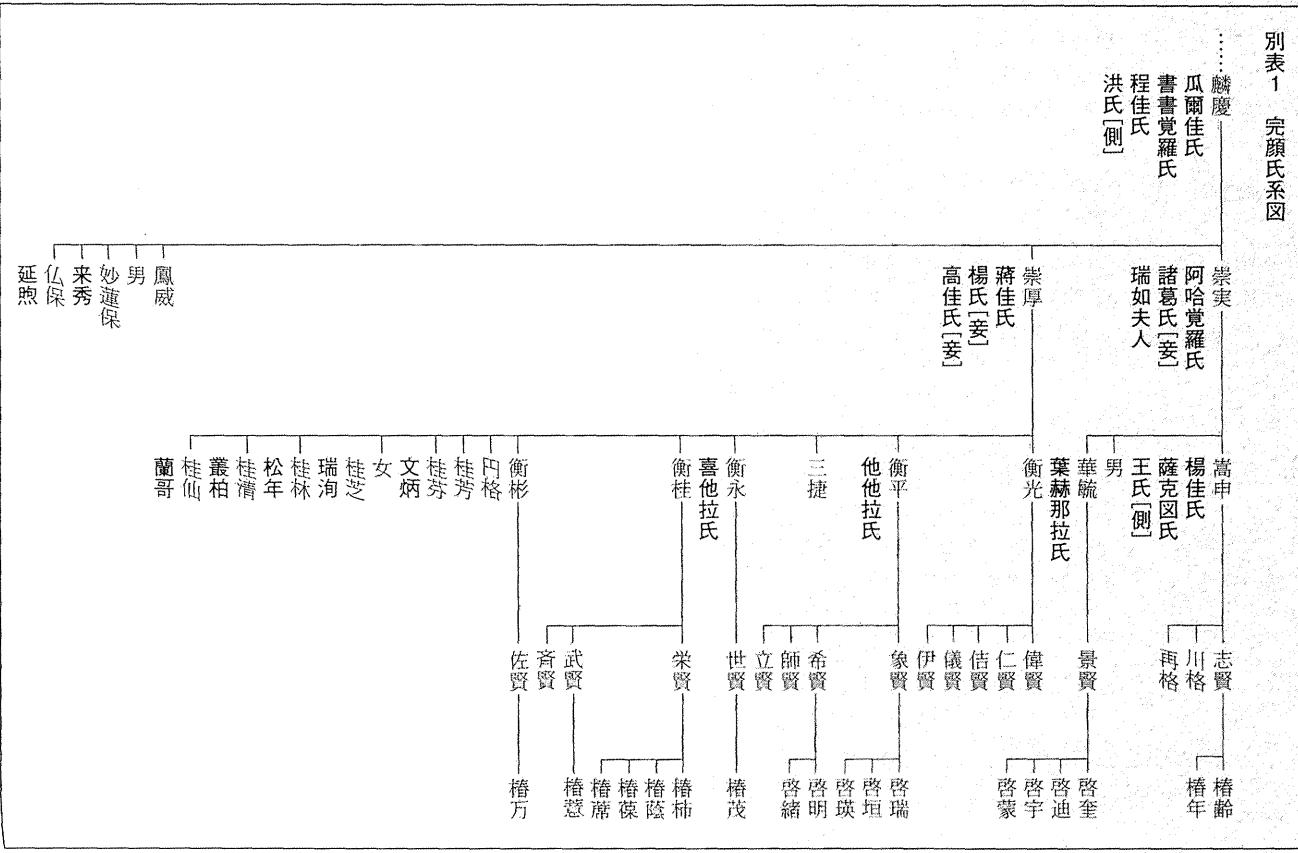 別表1 完顔氏系図
……麟慶
瓜爾佳氏
書書覚羅氏
程佳氏
洪氏[側]
崇実
阿哈覚羅氏
諸葛氏[妾]
瑞如夫人
崇厚
蔣佳氏
楊氏[妾]
高佳氏[妾]
鳳威
男
妙蓮保
来秀
仏保
延煦
嵩申
楊佳氏
薩克図氏
王氏[側]
男
華毓
葉赫那拉氏
衡光
衡平
他他拉氏
三捷
衡永
喜他拉氏
衡桂
衡彬
円格
桂芳
桂芬
文炳
女
桂芝
瑞洵
桂林
松年
桂清
叢柏
桂仙
蘭哥
志賢
川格
再格
景賢
偉賢
仁賢
佶賢
儀賢
伊賢
象賢
希賢
師賢
立賢
世賢
栄賢
武賢
斉賢
佐賢
椿齢
椿年
啓奎
啓迪
啓宇
啓蒙
啓瑞
啓垣
啓瑛
啓明
啓緒
椿茂
椿柿
椿蔭
椿葆
椿蓆
椿万